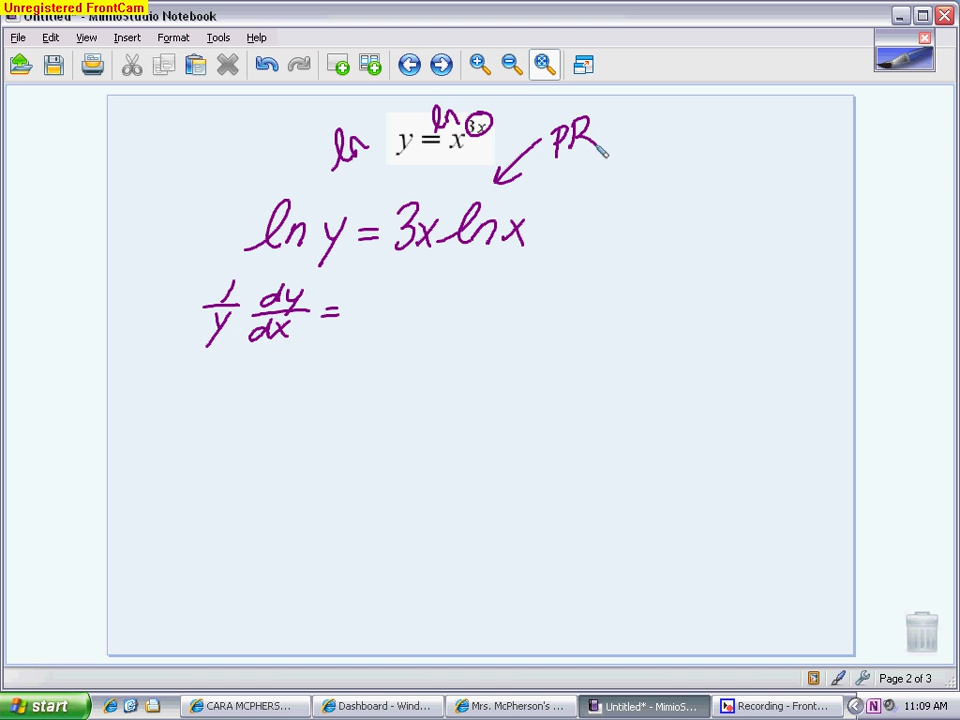 Unregistered FrontCam
Untitled* - MimioStudio Notebook
File Edit View Insert Format Tools Help
ln y = ln x^3x PR
ln y = 3x ln x
1/y dy/dx =
Page 2 of 3
start CARA MCPHERS... Dashboard - Wind... Mrs. McPherson's ... Untitled* - MimioS... Recording - Front... N 11:09 AM